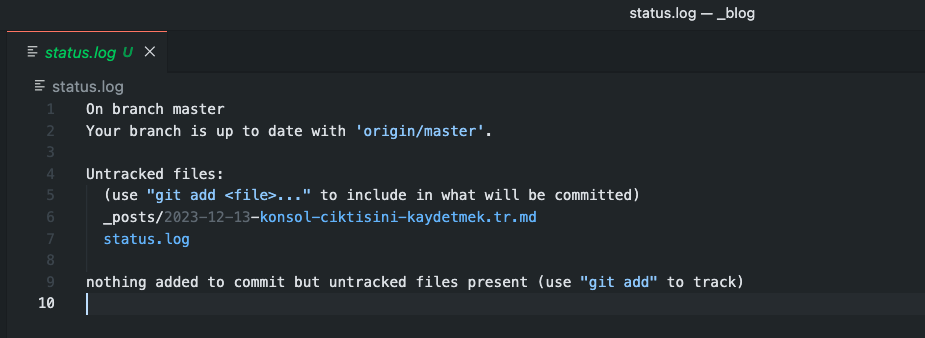 status.log — _blog
status.log U
status.log
1 On branch master
2 Your branch is up to date with 'origin/master'.
3
4 Untracked files:
5 (use "git add <file>..." to include in what will be committed)
6 _posts/2023-12-13-konsol-ciktisini-kaydetmek.tr.md
7 status.log
8
9 nothing added to commit but untracked files present (use "git add" to track)
10